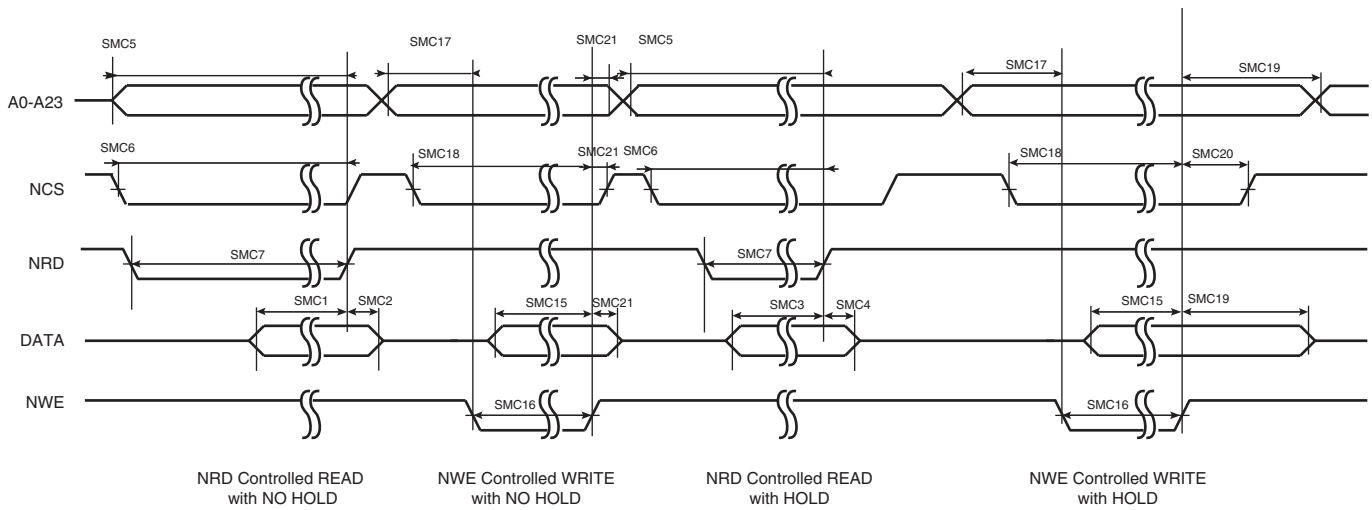 SMC5 SMC17 SMC21 SMC5 SMC17 SMC19
A0-A23
SMC6 SMC18 SMC21 SMC6 SMC18 SMC20
NCS
NRD SMC7 SMC7
SMC1 SMC2 SMC15 SMC21 SMC3 SMC4 SMC15 SMC19
DATA
NWE SMC16 SMC16
NRD Controlled READ
with NO HOLD
NWE Controlled WRITE
with NO HOLD
NRD Controlled READ
with HOLD
NWE Controlled WRITE
with HOLD